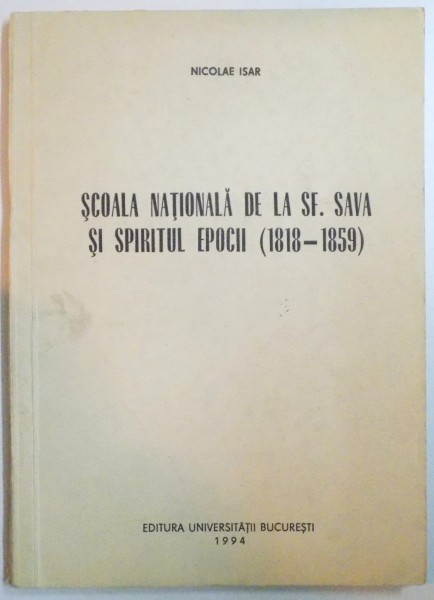 NICOLAE ISAR
ŞCOALA NAŢIONALĂ DE LA SF. SAVA
ŞI SPIRITUL EPOCII (1818–1859)
EDITURA UNIVERSITĂŢII BUCUREŞTI
1994